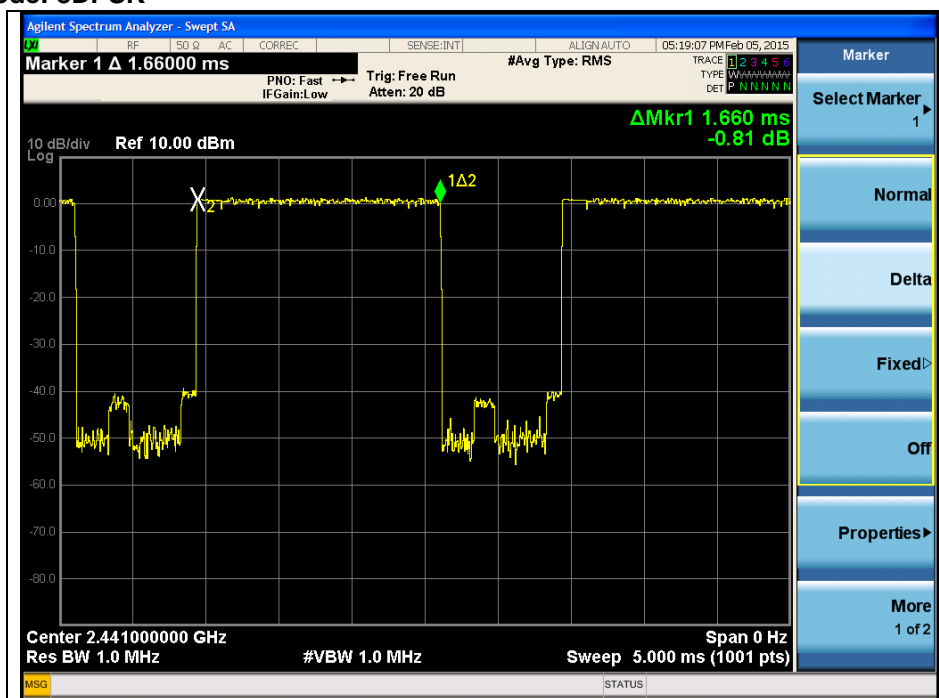 Agilent Spectrum Analyzer - Swept SA
LXI RF 50 Ω AC CORREC SENSE:INT ALIGN AUTO 05:19:07 PM Feb 05, 2015
Marker 1 Δ 1.66000 ms
PNO: Fast
IFGain:Low
Trig: Free Run
Atten: 20 dB
#Avg Type: RMS
TRACE 1 2 3 4 5 6
TYPE W
DET P N N N N N
ΔMkr1 1.660 ms
-0.81 dB
10 dB/div Ref 10.00 dBm
Log
1Δ2
X2
0.00
-10.0
-20.0
-30.0
-40.0
-50.0
-60.0
-70.0
-80.0
Center 2.441000000 GHz Span 0 Hz
Res BW 1.0 MHz #VBW 1.0 MHz Sweep 5.000 ms (1001 pts)
MSG STATUS
Marker
Select Marker
1
Normal
Delta
Fixed
Off
Properties
More
1 of 2